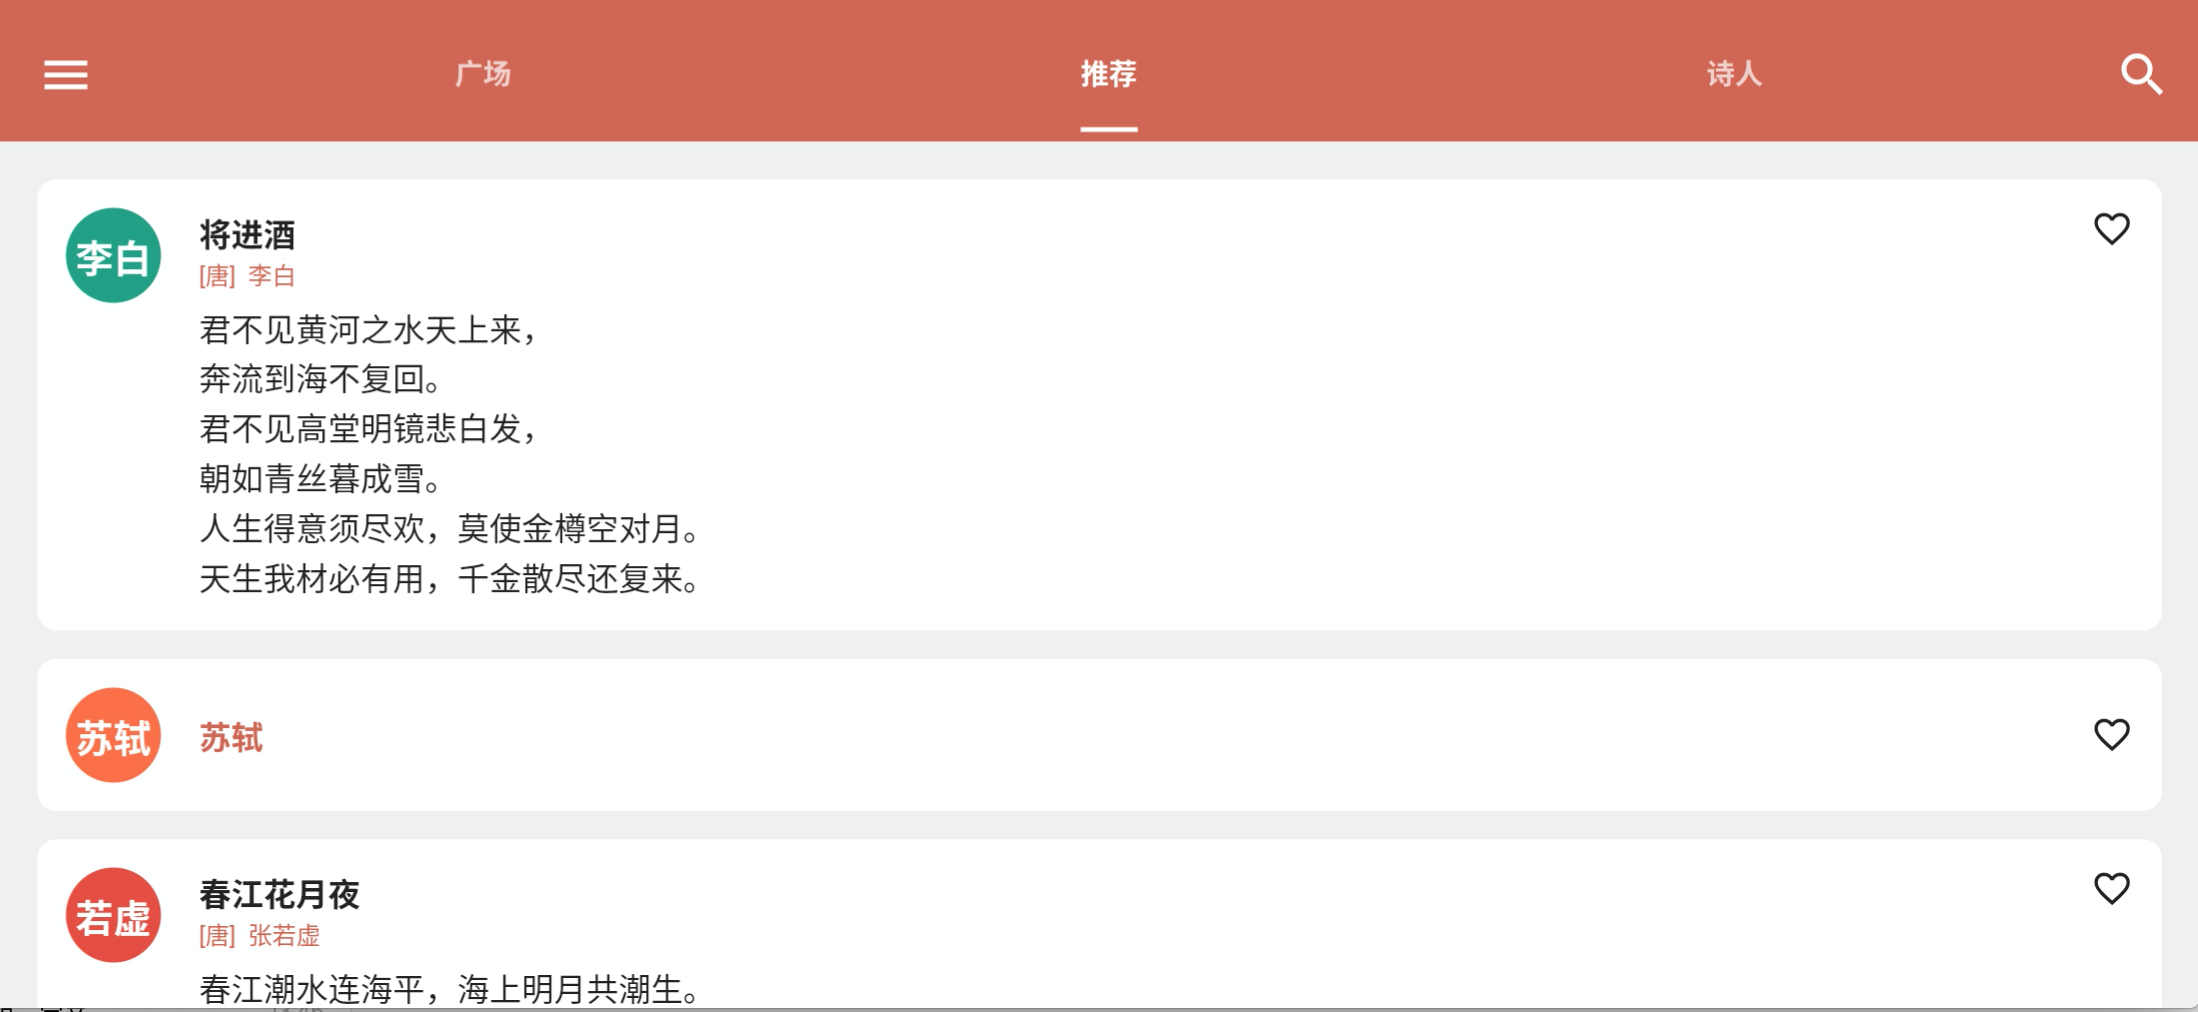 广场
推荐
诗人
李白
将进酒
[唐] 李白
君不见黄河之水天上来，
奔流到海不复回。
君不见高堂明镜悲白发，
朝如青丝暮成雪。
人生得意须尽欢，莫使金樽空对月。
天生我材必有用，千金散尽还复来。
苏轼
苏轼
若虚
春江花月夜
[唐] 张若虚
春江潮水连海平，海上明月共潮生。